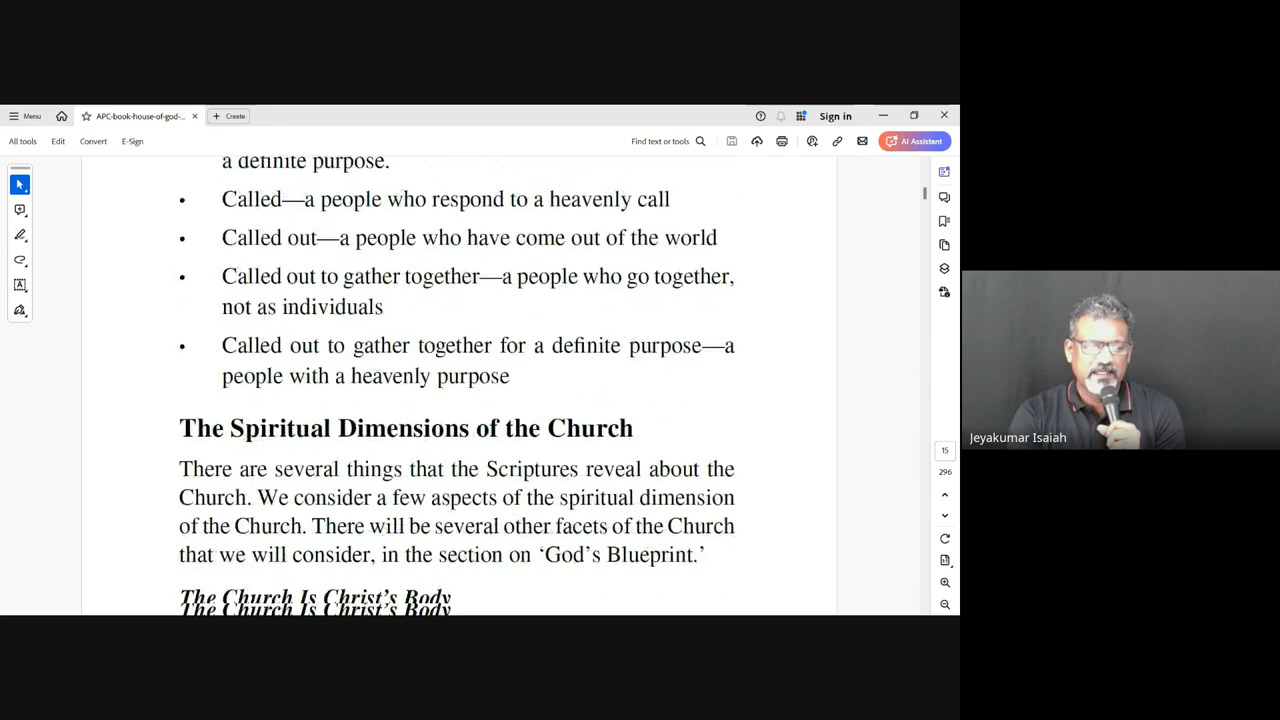 Menu
APC-book-house-of-god-...
Create
Sign in
All tools
Edit
Convert
E-Sign
Find text or tools
AI Assistant
a definite purpose.
• Called—a people who respond to a heavenly call
• Called out—a people who have come out of the world
• Called out to gather together—a people who go together,
not as individuals
• Called out to gather together for a definite purpose—a
people with a heavenly purpose
The Spiritual Dimensions of the Church
There are several things that the Scriptures reveal about the
Church. We consider a few aspects of the spiritual dimension
of the Church. There will be several other facets of the Church
that we will consider, in the section on ‘God’s Blueprint.’
The Church Is Christ’s Body
The Church Is Christ’s Body
15
296
Jeyakumar Isaiah